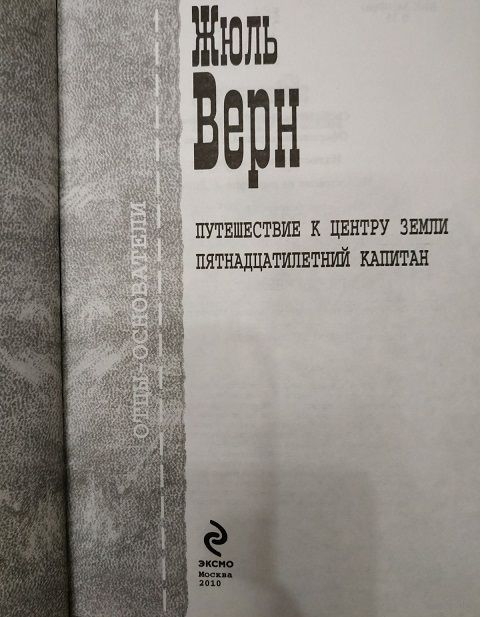 Жюль
Верн
ПУТЕШЕСТВИЕ К ЦЕНТРУ ЗЕМЛИ
ПЯТНАДЦАТИЛЕТНИЙ КАПИТАН
ОТЦЫ-ОСНОВАТЕЛИ
ЭКСМО
Москва
2010